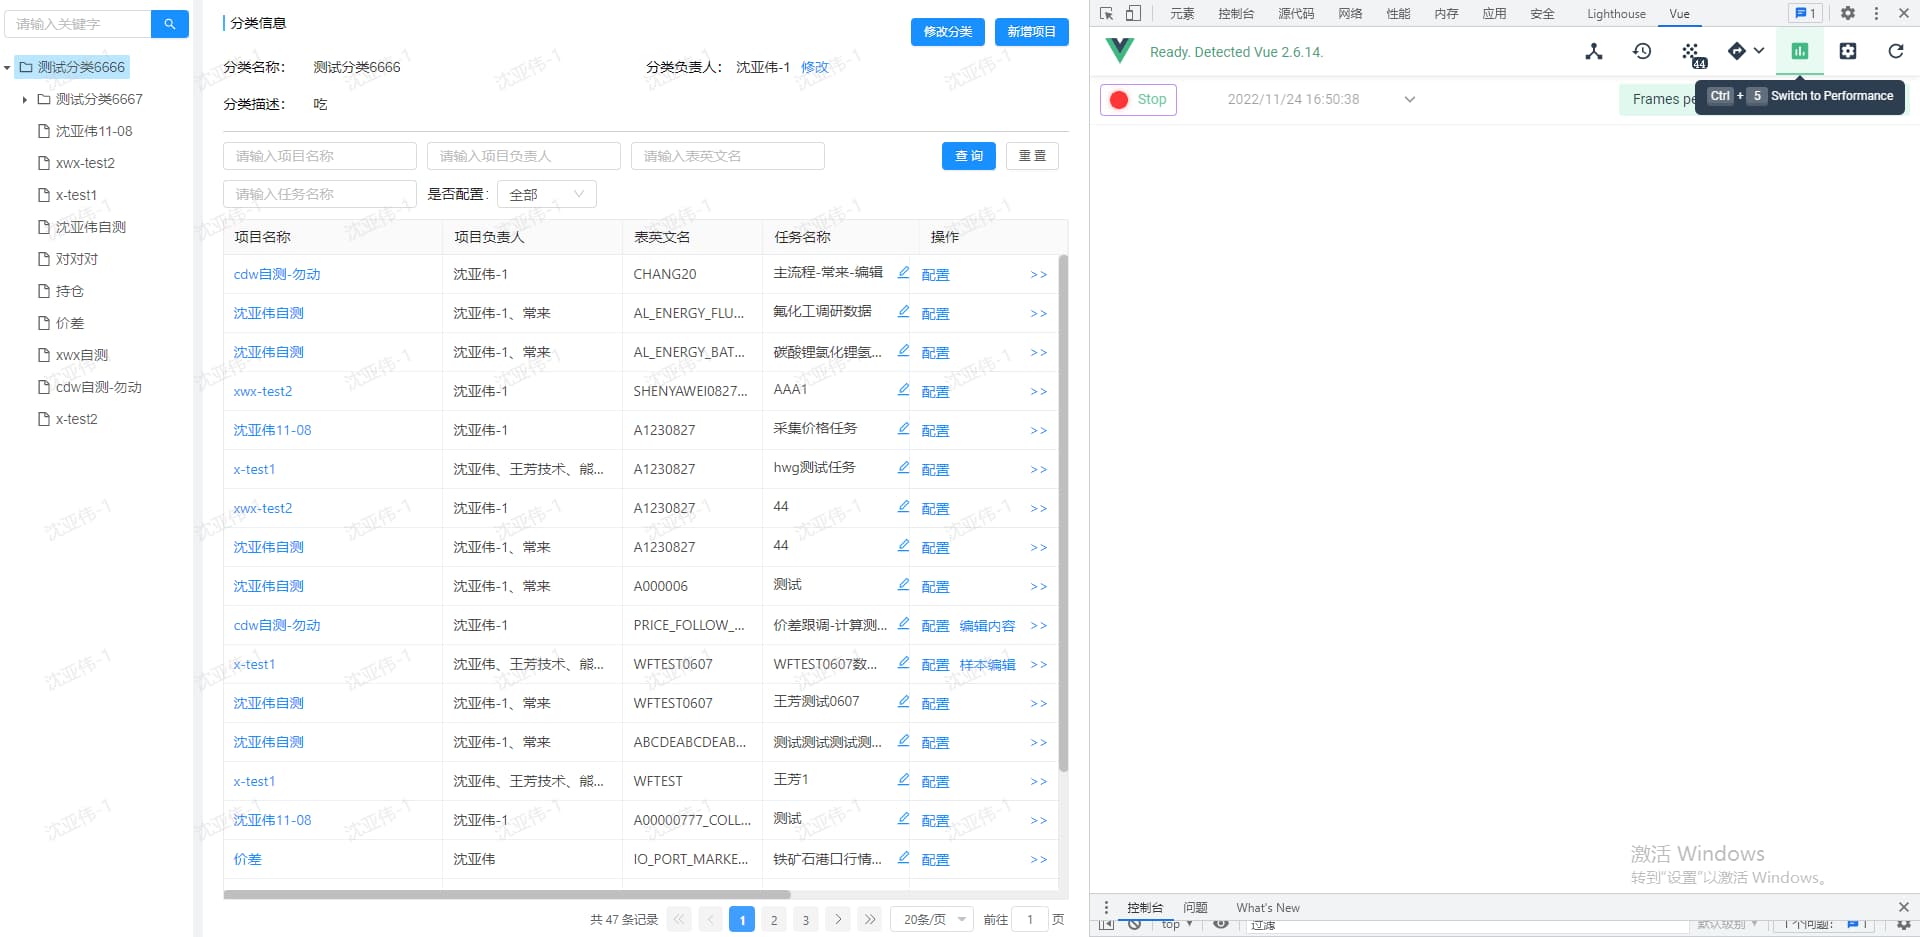 请输入关键字
测试分类6666
测试分类6667
沈亚伟11-08
xwx-test2
x-test1
沈亚伟自测
对对对
持仓
价差
xwx自测
cdw自测-勿动
x-test2
分类信息
修改分类 新增项目
分类名称： 测试分类6666 分类负责人： 沈亚伟-1 修改
分类描述： 吃
请输入项目名称 请输入项目负责人 请输入表英文名 查 询 重 置
请输入任务名称 是否配置: 全部
项目名称 项目负责人 表英文名 任务名称 操作
cdw自测-勿动 沈亚伟-1 CHANG20 主流程-常来-编辑 配置 >>
沈亚伟自测 沈亚伟-1、常来 AL_ENERGY_FLU... 氟化工调研数据 配置 >>
沈亚伟自测 沈亚伟-1、常来 AL_ENERGY_BAT... 碳酸锂氢化锂氢... 配置 >>
xwx-test2 沈亚伟-1 SHENYAWEI0827... AAA1 配置 >>
沈亚伟11-08 沈亚伟-1 A1230827 采集价格任务 配置 >>
x-test1 沈亚伟、王芳技术、熊... A1230827 hwg测试任务 配置 >>
xwx-test2 沈亚伟-1 A1230827 44 配置 >>
沈亚伟自测 沈亚伟-1、常来 A1230827 44 配置 >>
沈亚伟自测 沈亚伟-1、常来 A000006 测试 配置 >>
cdw自测-勿动 沈亚伟-1 PRICE_FOLLOW_... 价差跟调-计算测... 配置 编辑内容 >>
x-test1 沈亚伟、王芳技术、熊... WFTEST0607 WFTEST0607数... 配置 样本编辑 >>
沈亚伟自测 沈亚伟-1、常来 WFTEST0607 王芳测试0607 配置 >>
沈亚伟自测 沈亚伟-1、常来 ABCDEABCDEAB... 测试测试测试测... 配置 >>
x-test1 沈亚伟、王芳技术、熊... WFTEST 王芳1 配置 >>
沈亚伟11-08 沈亚伟-1 A00000777_COLL... 测试 配置 >>
价差 沈亚伟 IO_PORT_MARKE... 铁矿石港口行情... 配置 >>
共 47 条记录 1 2 3 20条/页 前往 1 页
沈亚伟-1
元素 控制台 源代码 网络 性能 内存 应用 安全 Lighthouse Vue 1
Ready. Detected Vue 2.6.14. 44
Stop 2022/11/24 16:50:38 Frames pe
Ctrl + 5 Switch to Performance
激活 Windows
转到"设置"以激活 Windows。
控制台 问题 What's New
top 过滤 默认级别 1 个问题: 1